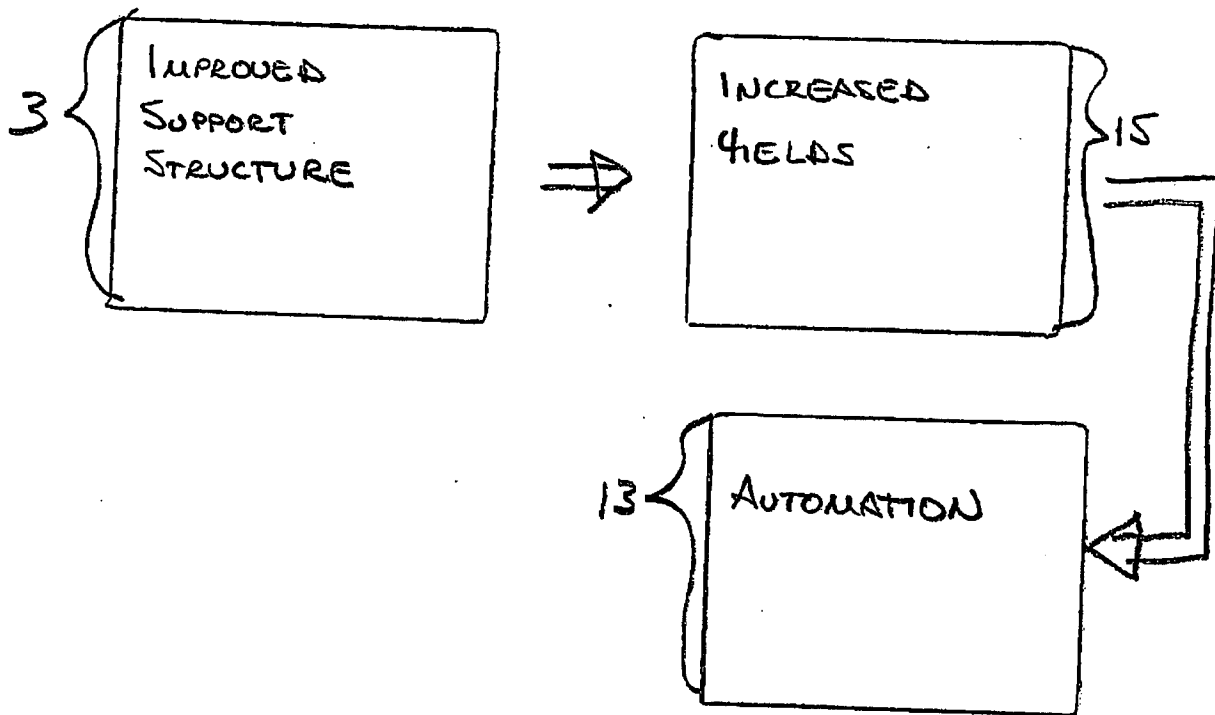 3
IMPROVED
SUPPORT
STRUCTURE
INCREASED
YIELDS
15
13
AUTOMATION